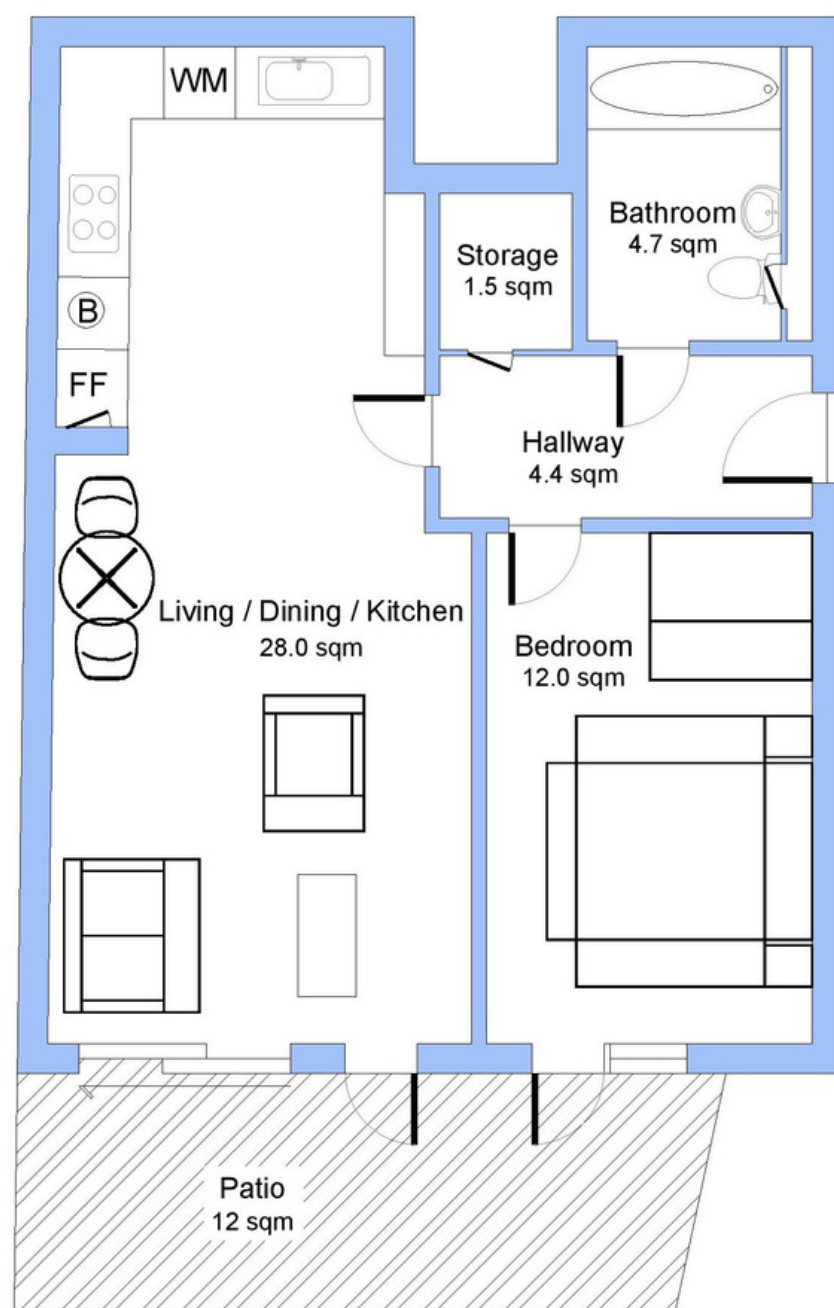 WM
Bathroom
4.7 sqm
Storage
1.5 sqm
B
FF
Hallway
4.4 sqm
Living / Dining / Kitchen
28.0 sqm
Bedroom
12.0 sqm
Patio
12 sqm